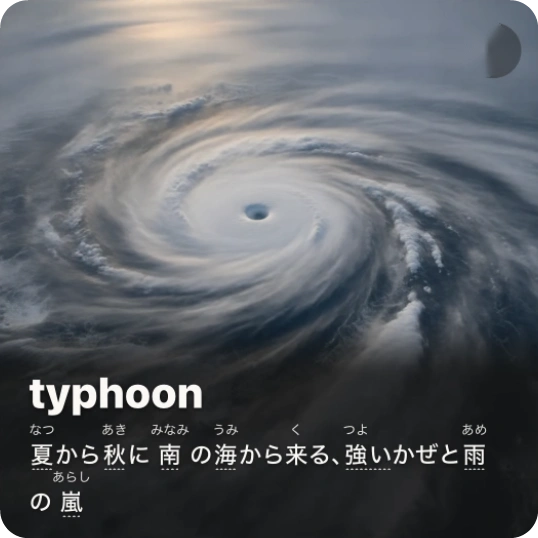 typhoon
なつ あき みなみ うみ く つよ あめ
夏から秋に 南 の海から来る、強いかぜと雨
あらし
の 嵐